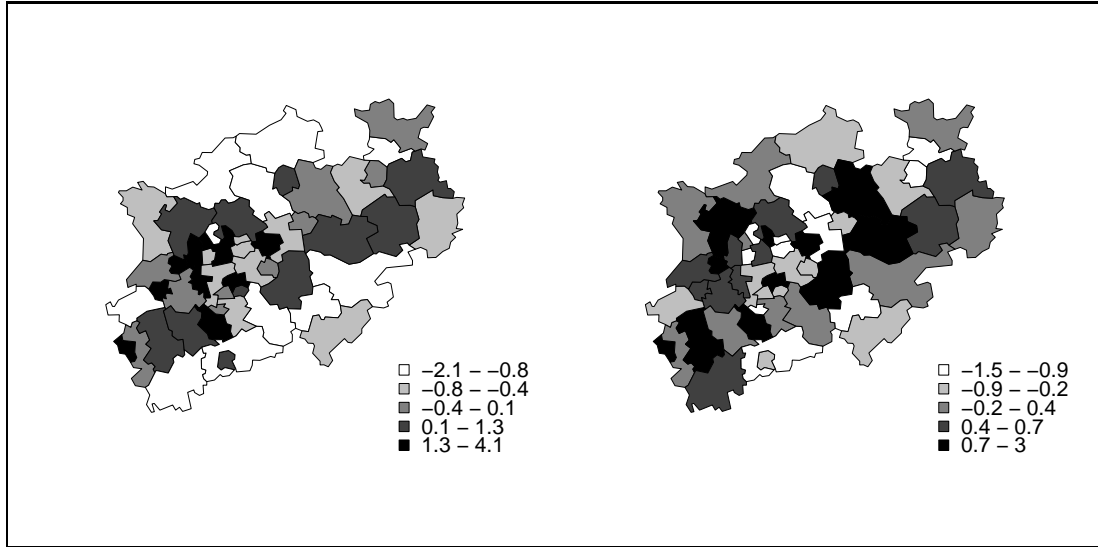 −2.1 – −0.8
−0.8 – −0.4
−0.4 – 0.1
0.1 – 1.3
1.3 – 4.1
−1.5 – −0.9
−0.9 – −0.2
−0.2 – 0.4
0.4 – 0.7
0.7 – 3